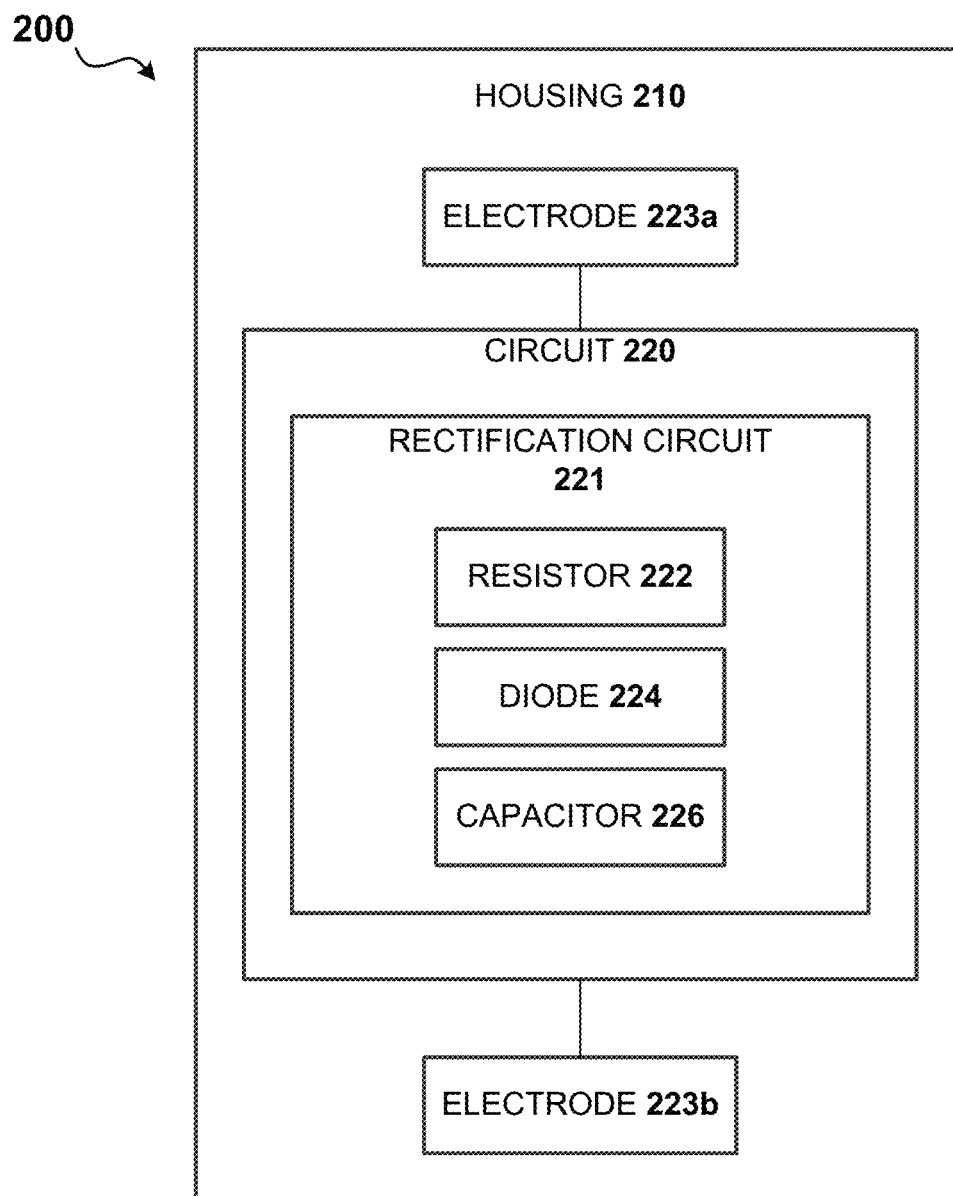 200
HOUSING 210
ELECTRODE 223a
CIRCUIT 220
RECTIFICATION CIRCUIT
221
RESISTOR 222
DIODE 224
CAPACITOR 226
ELECTRODE 223b